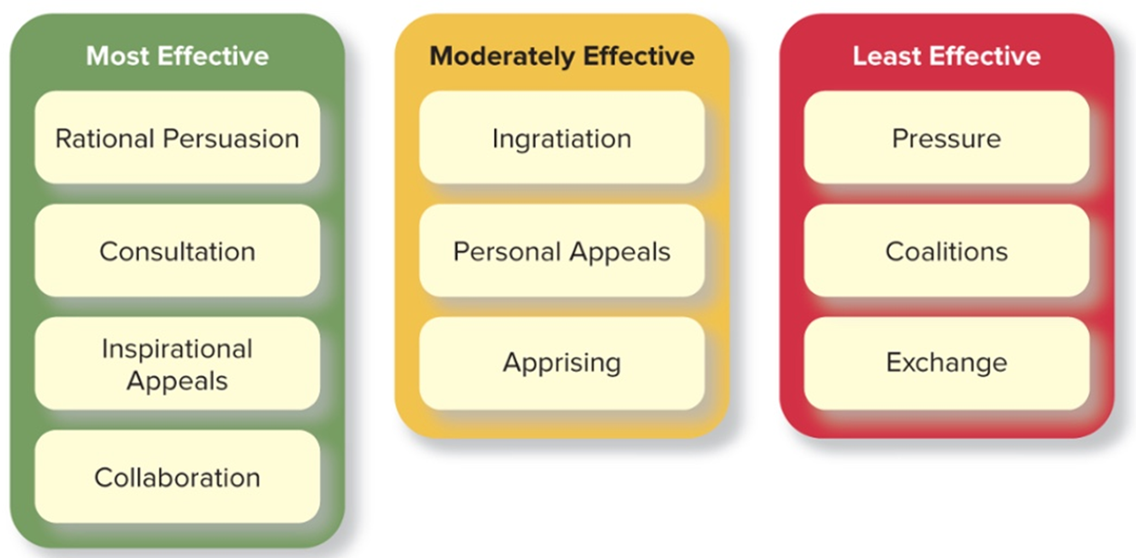 Most Effective
Rational Persuasion
Consultation
Inspirational
Appeals
Collaboration
Moderately Effective
Ingratiation
Personal Appeals
Apprising
Least Effective
Pressure
Coalitions
Exchange